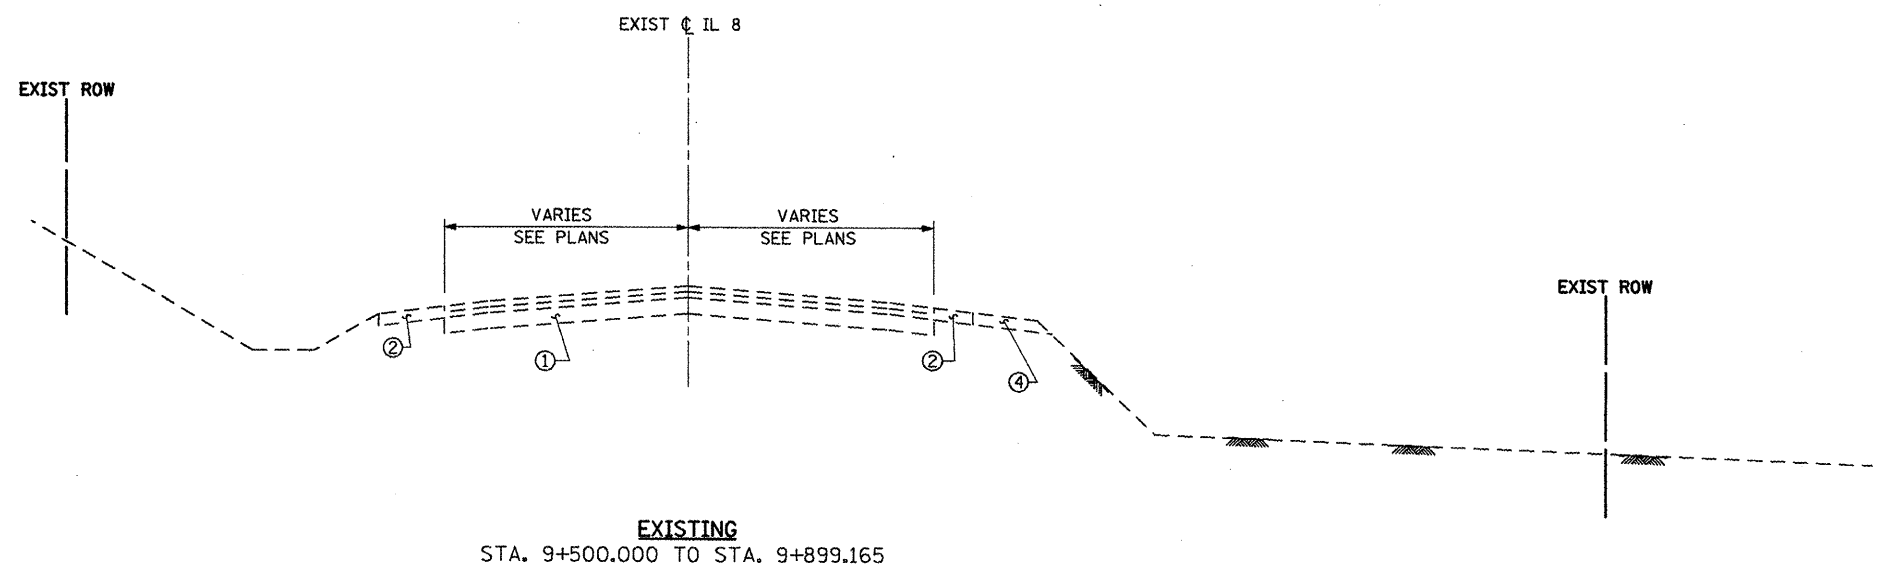 EXIST ℄ IL 8
EXIST ROW
VARIES
SEE PLANS
VARIES
SEE PLANS
EXIST ROW
2
1
2
4
EXISTING
STA. 9+500.000 TO STA. 9+899.165